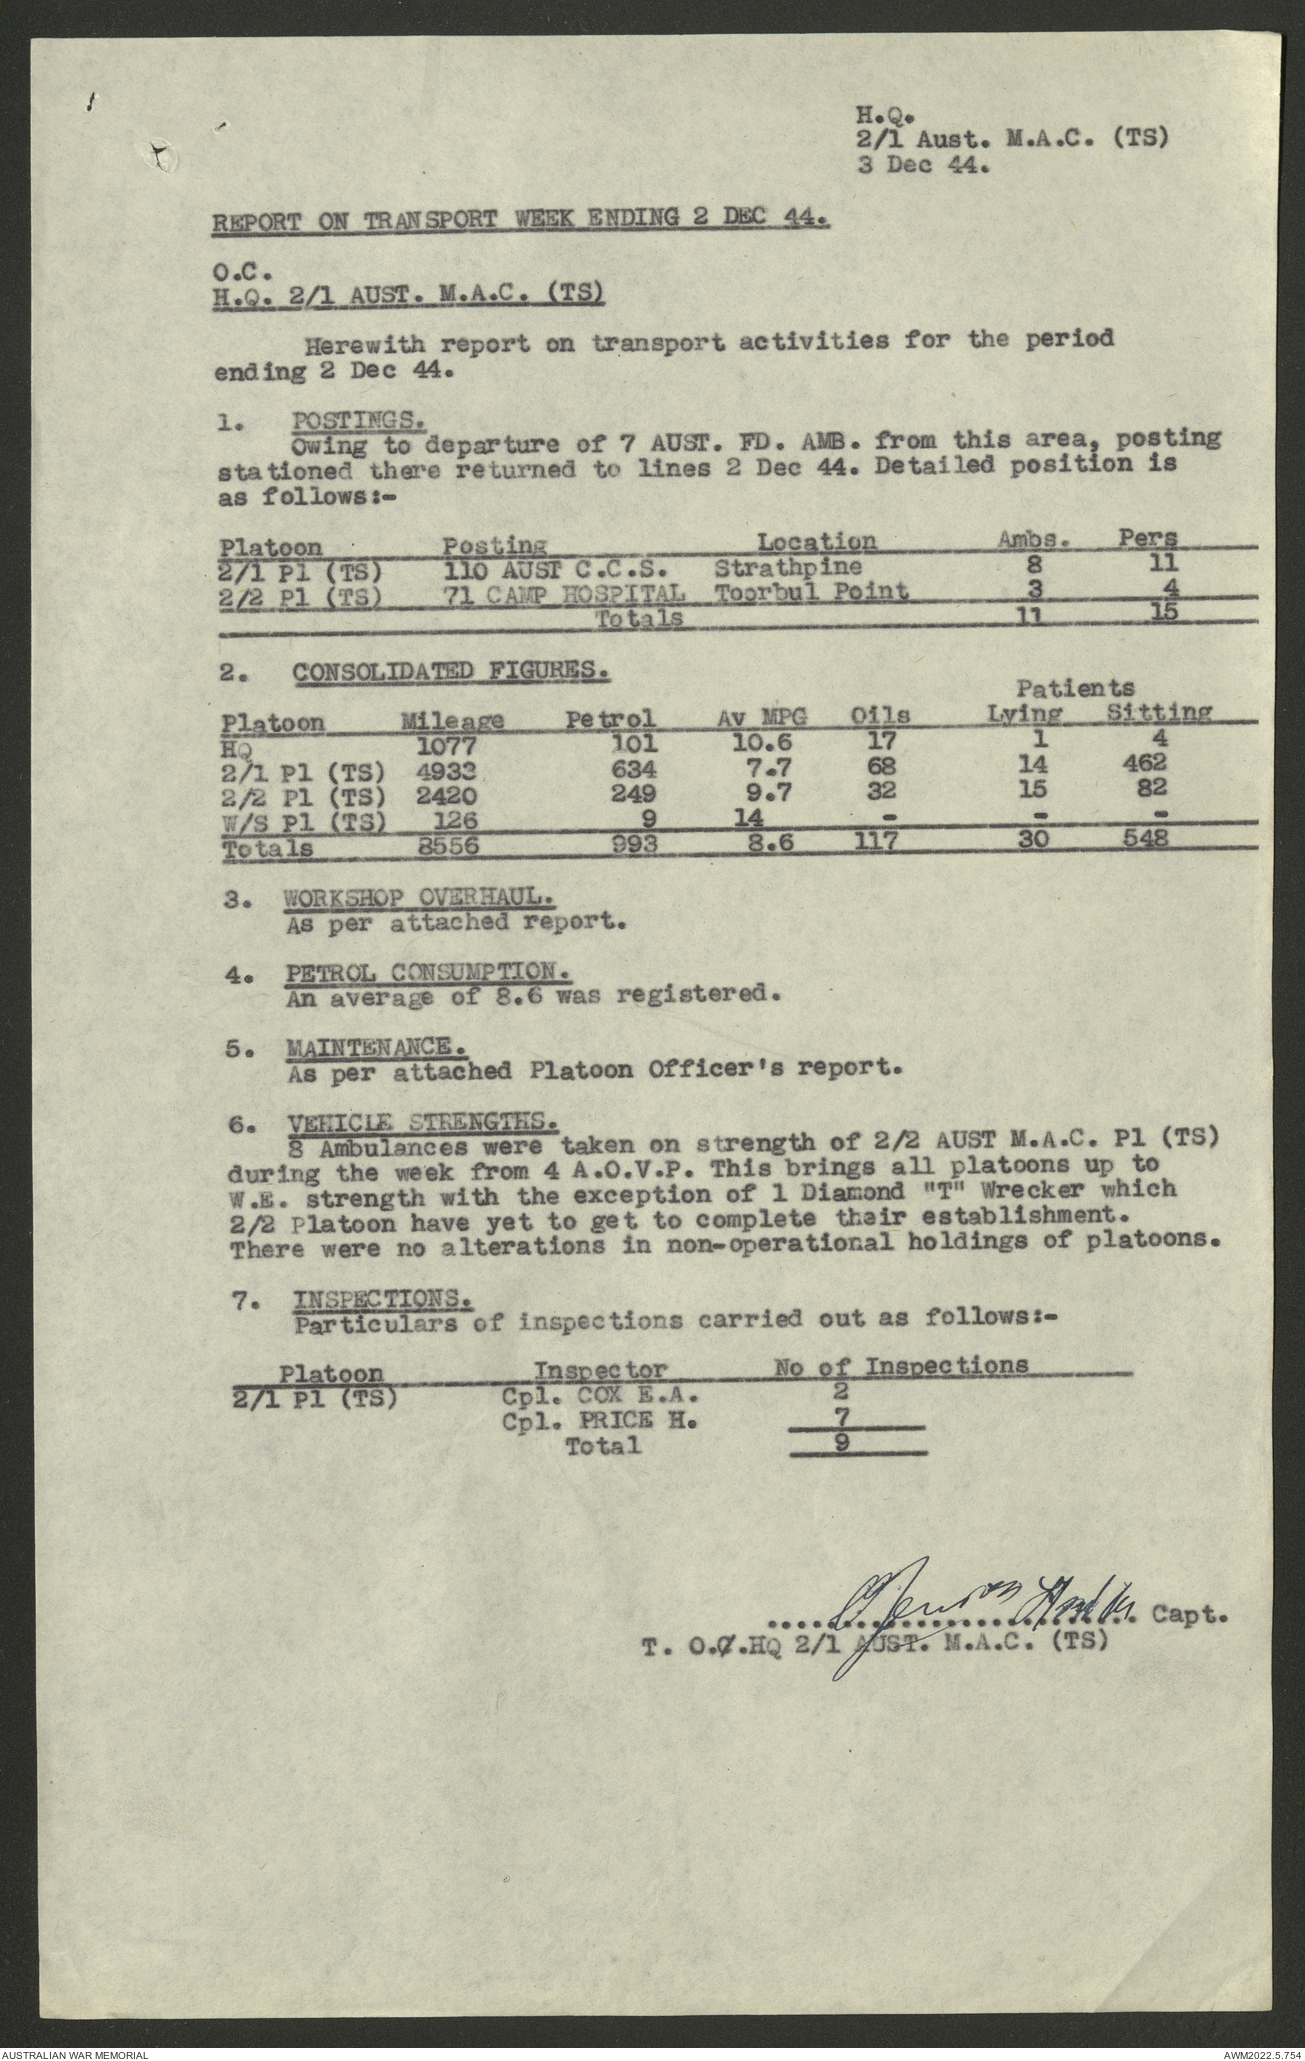 H.Q.
2/1 Aust. M.A.C. (TS)
3 Dec 44.
REPORT ON TRANSPORT WEEK ENDING 2 DEC 44.
O.C.
H.Q. 2/1 AUST. M.A.C. (TS)
Herewith report on transport activities for the period
ending 2 Dec 44.
1. POSTINGS.
Owing to departure of 7 AUST. FD. AMB. from this area, posting
stationed there returned to lines 2 Dec 44. Detailed position is
as follows:-
Platoon Posting Location Ambs. Pers
2/1 Pl (TS) 110 AUST C.C.S. Strathpine 8 11
2/2 Pl (TS) 71 CAMP HOSPITAL Toorbul Point 3 4
Totals 11 15
2. CONSOLIDATED FIGURES.
Patients
Platoon Mileage Petrol Av MPG Oils Lying Sitting
HQ 1077 101 10.6 17 1 4
2/1 Pl (TS) 4933 634 7.7 68 14 462
2/2 Pl (TS) 2420 249 9.7 32 15 82
W/S Pl (TS) 126 9 14 - - -
Totals 8556 993 8.6 117 30 548
3. WORKSHOP OVERHAUL.
As per attached report.
4. PETROL CONSUMPTION.
An average of 8.6 was registered.
5. MAINTENANCE.
As per attached Platoon Officer's report.
6. VEHICLE STRENGTHS.
8 Ambulances were taken on strength of 2/2 AUST M.A.C. Pl (TS)
during the week from 4 A.O.V.P. This brings all platoons up to
W.E. strength with the exception of 1 Diamond "T" Wrecker which
2/2 Platoon have yet to get to complete their establishment.
There were no alterations in non-operational holdings of platoons.
7. INSPECTIONS.
Particulars of inspections carried out as follows:-
Platoon Inspector No of Inspections
2/1 Pl (TS) Cpl. COX E.A. 2
Cpl. PRICE H. 7
Total 9
Capt.
T. O. HQ 2/1 AUST. M.A.C. (TS)
AUSTRALIAN WAR MEMORIAL AWM2022.5.754